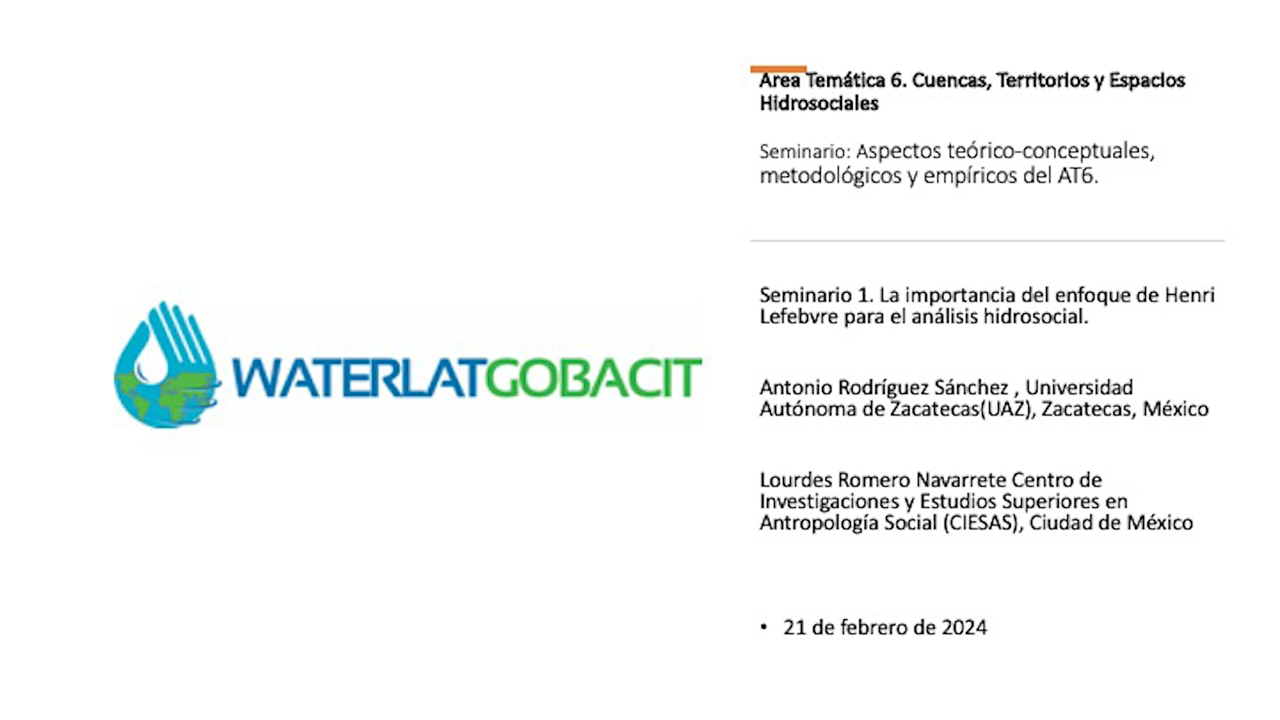 WATERLATGOBACIT
Area Temática 6. Cuencas, Territorios y Espacios
Hidrosociales
Seminario: Aspectos teórico-conceptuales,
metodológicos y empíricos del AT6.
Seminario 1. La importancia del enfoque de Henri
Lefebvre para el análisis hidrosocial.
Antonio Rodríguez Sánchez , Universidad
Autónoma de Zacatecas(UAZ), Zacatecas, México
Lourdes Romero Navarrete Centro de
Investigaciones y Estudios Superiores en
Antropología Social (CIESAS), Ciudad de México
• 21 de febrero de 2024